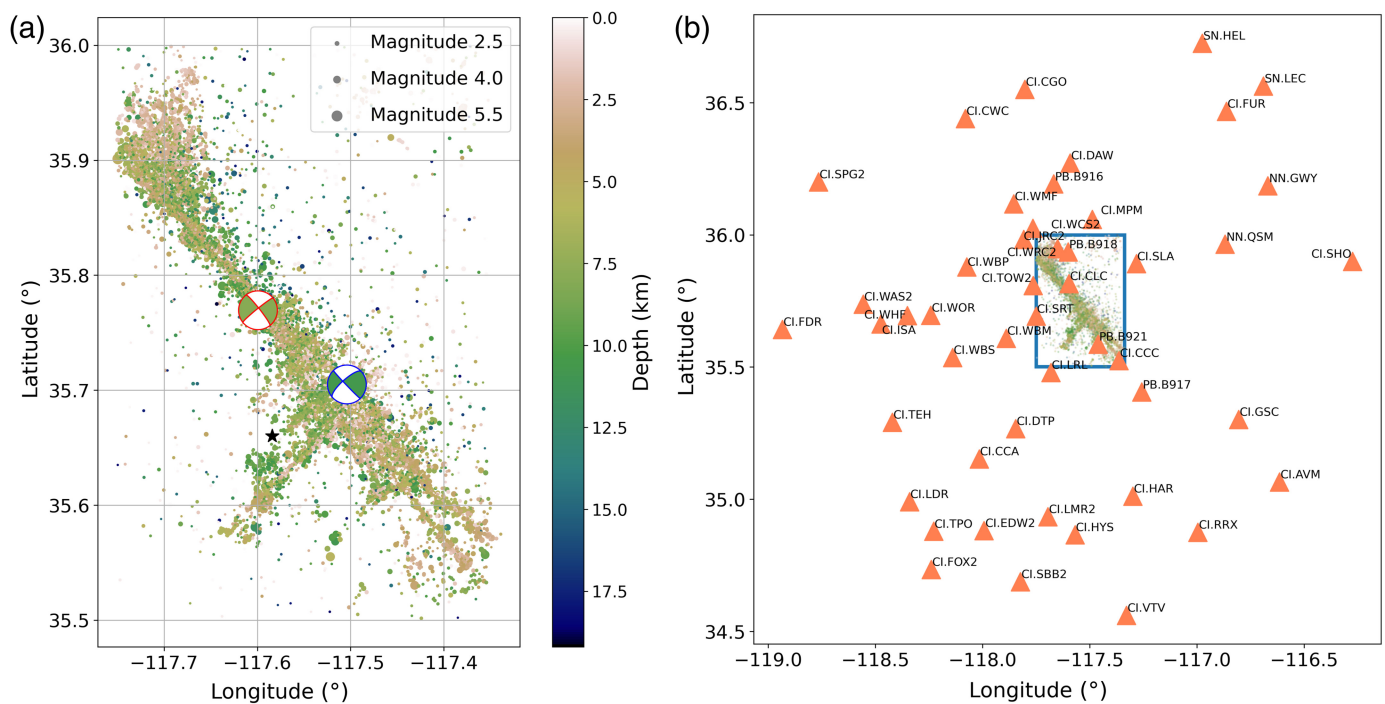 (a)
Magnitude 2.5
Magnitude 4.0
Magnitude 5.5
36.0
35.9
35.8
35.7
35.6
35.5
Latitude (°)
−117.7
−117.6
−117.5
−117.4
Longitude (°)
0.0
2.5
5.0
7.5
10.0
12.5
15.0
17.5
Depth (km)
(b)
36.5
36.0
35.5
35.0
34.5
Latitude (°)
SN.HEL
CI.CGO
SN.LEC
CI.CWC
CI.FUR
CI.DAW
PB.B916
CI.SPG2
NN.GWY
CI.WMF
CI.MPM
CI.WCS2
CI.IRC2
NN.QSM
PB.B918
CI.WRC2
CI.SHO
CI.WBP
CI.SLA
CI.TOW2
CI.CLC
CI.WAS2
CI.WHF
CI.WOR
CI.SRT
CI.FDR
CI.ISA
CI.WBM
PB.B921
CI.WBS
CI.CCC
CI.LRL
PB.B917
CI.TEH
CI.DTP
CI.GSC
CI.CCA
CI.AVM
CI.LDR
CI.HAR
CI.LMR2
CI.TPO
CI.EDW2
CI.HYS
CI.RRX
CI.FOX2
CI.SBB2
CI.VTV
−119.0
−118.5
−118.0
−117.5
−117.0
−116.5
Longitude (°)